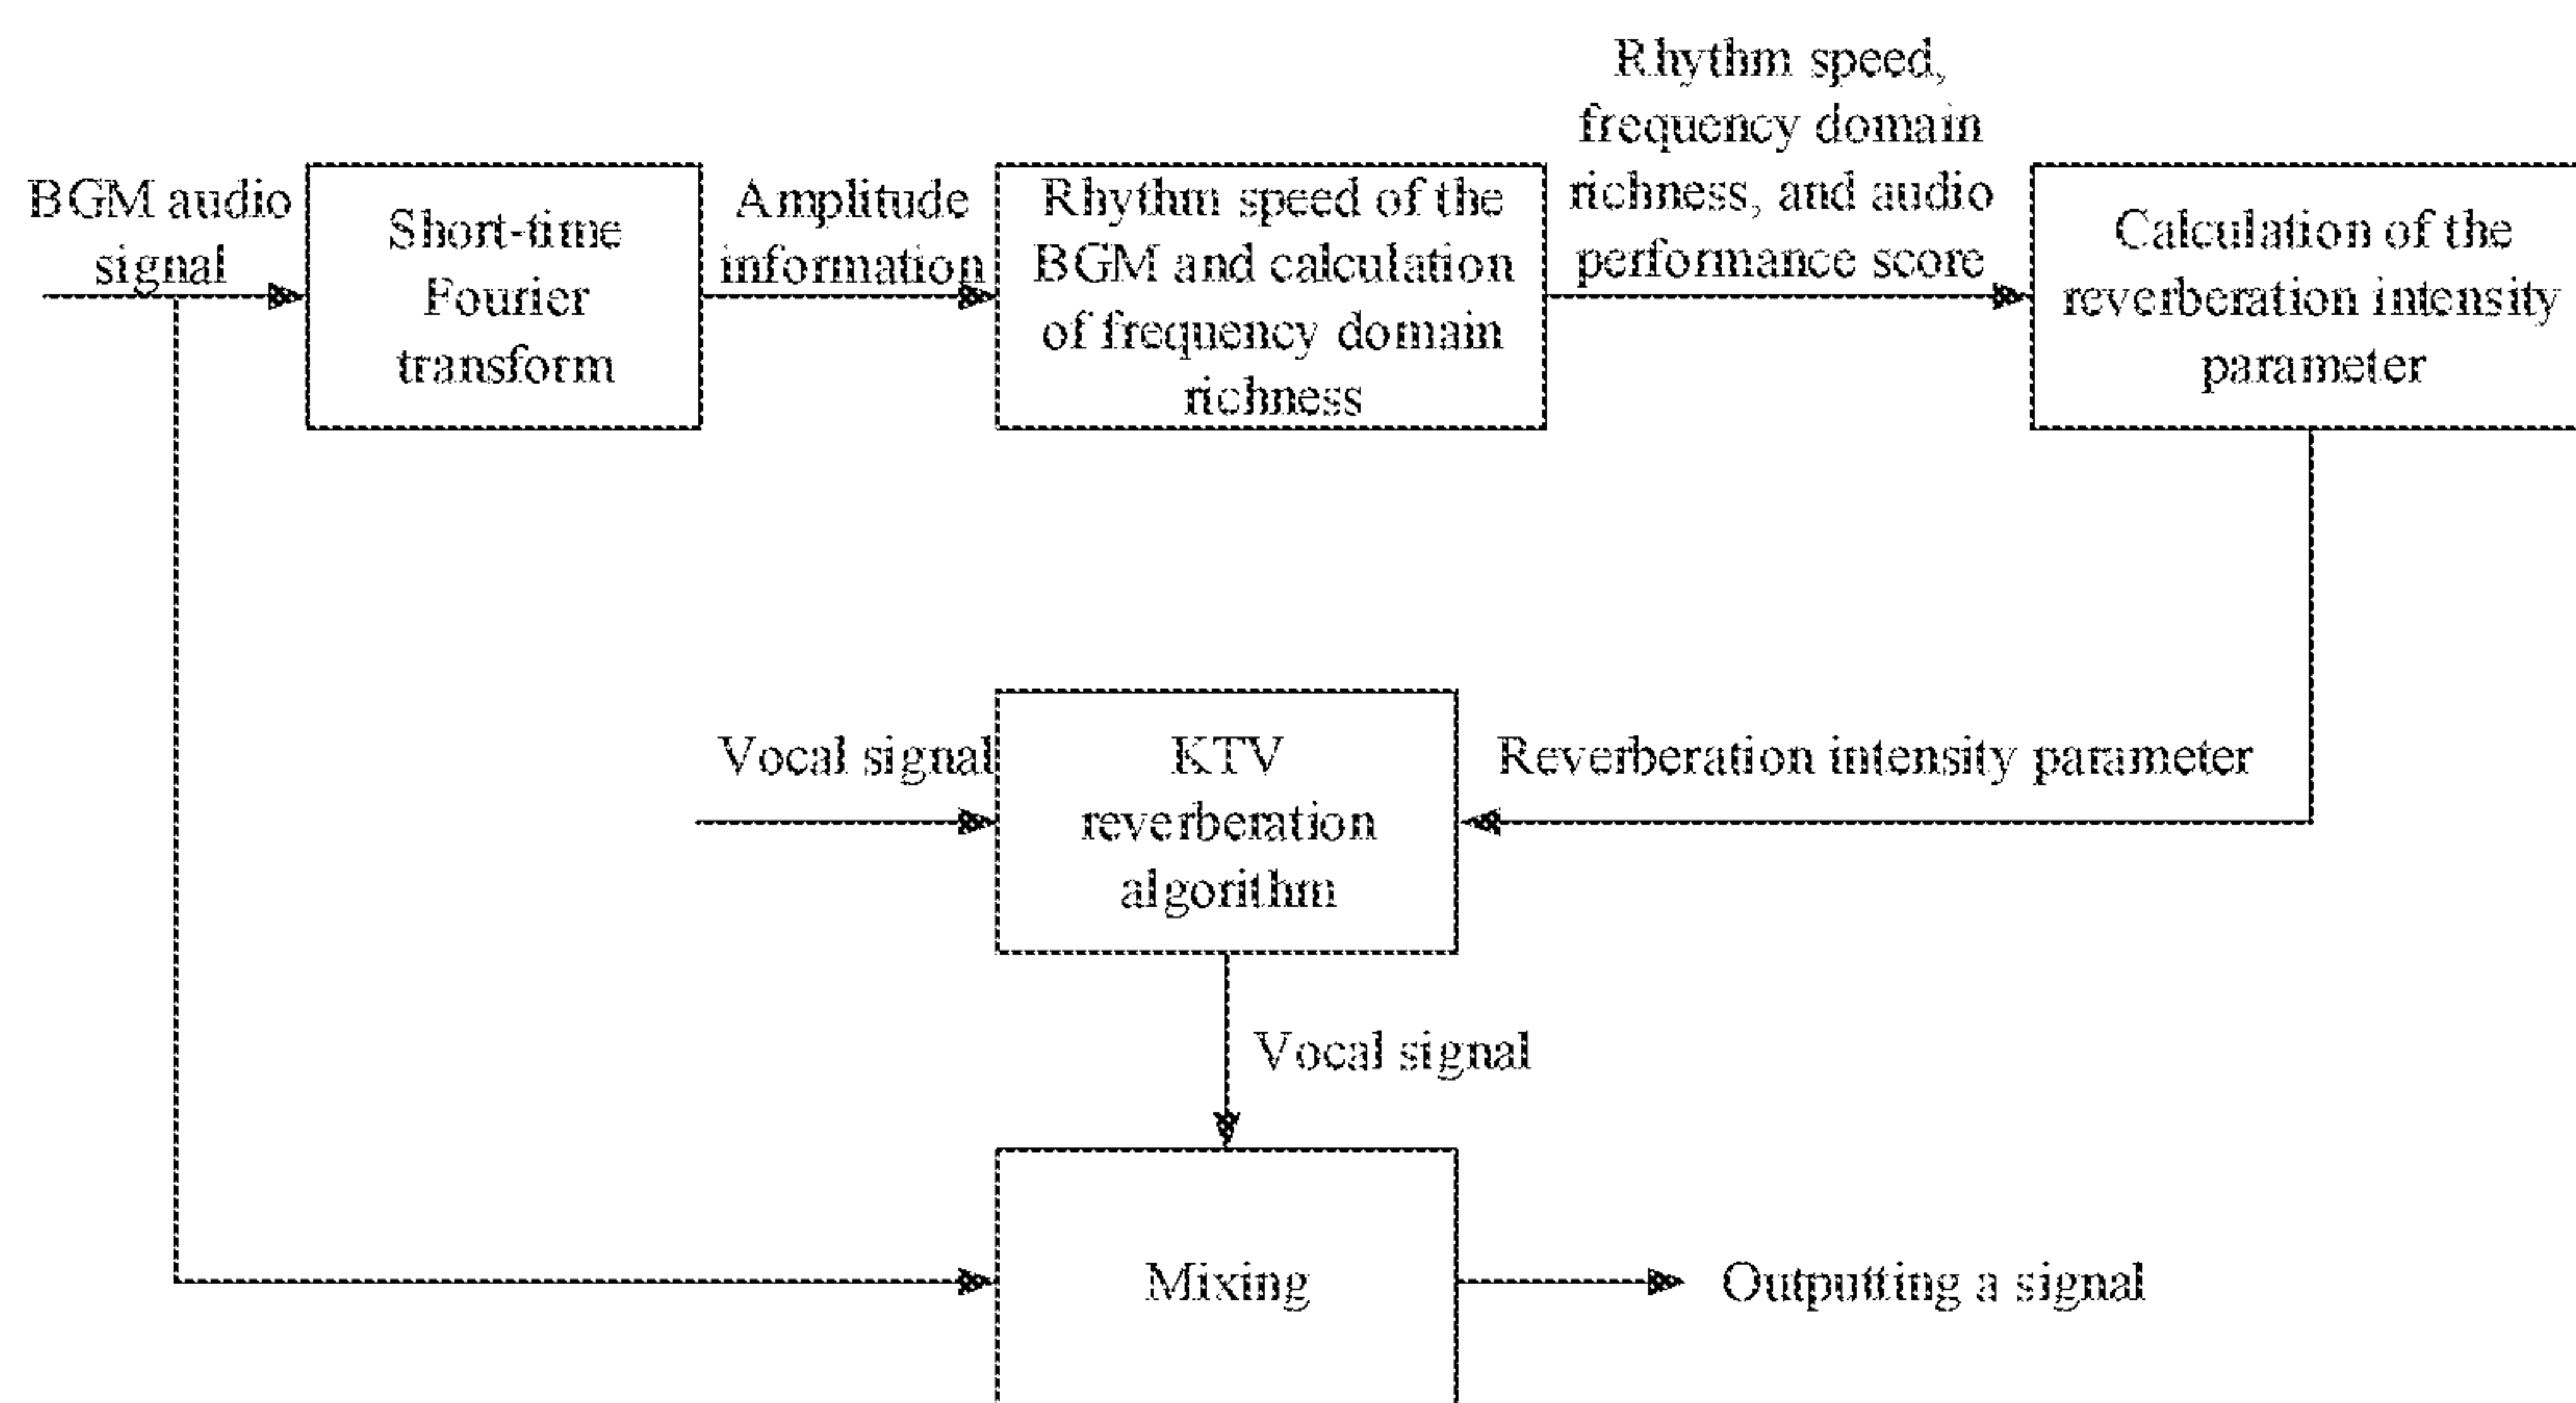 BGM audio
signal
Short-time
Fourier
transform
Amplitude
information
Rhythm speed of the
BGM and calculation
of frequency domain
richness
Rhythm speed,
frequency domain
richness, and audio
performance score
Calculation of the
reverberation intensity
parameter
Vocal signal
KTV
reverberation
algorithm
Reverberation intensity parameter
Vocal signal
Mixing
Outputting a signal